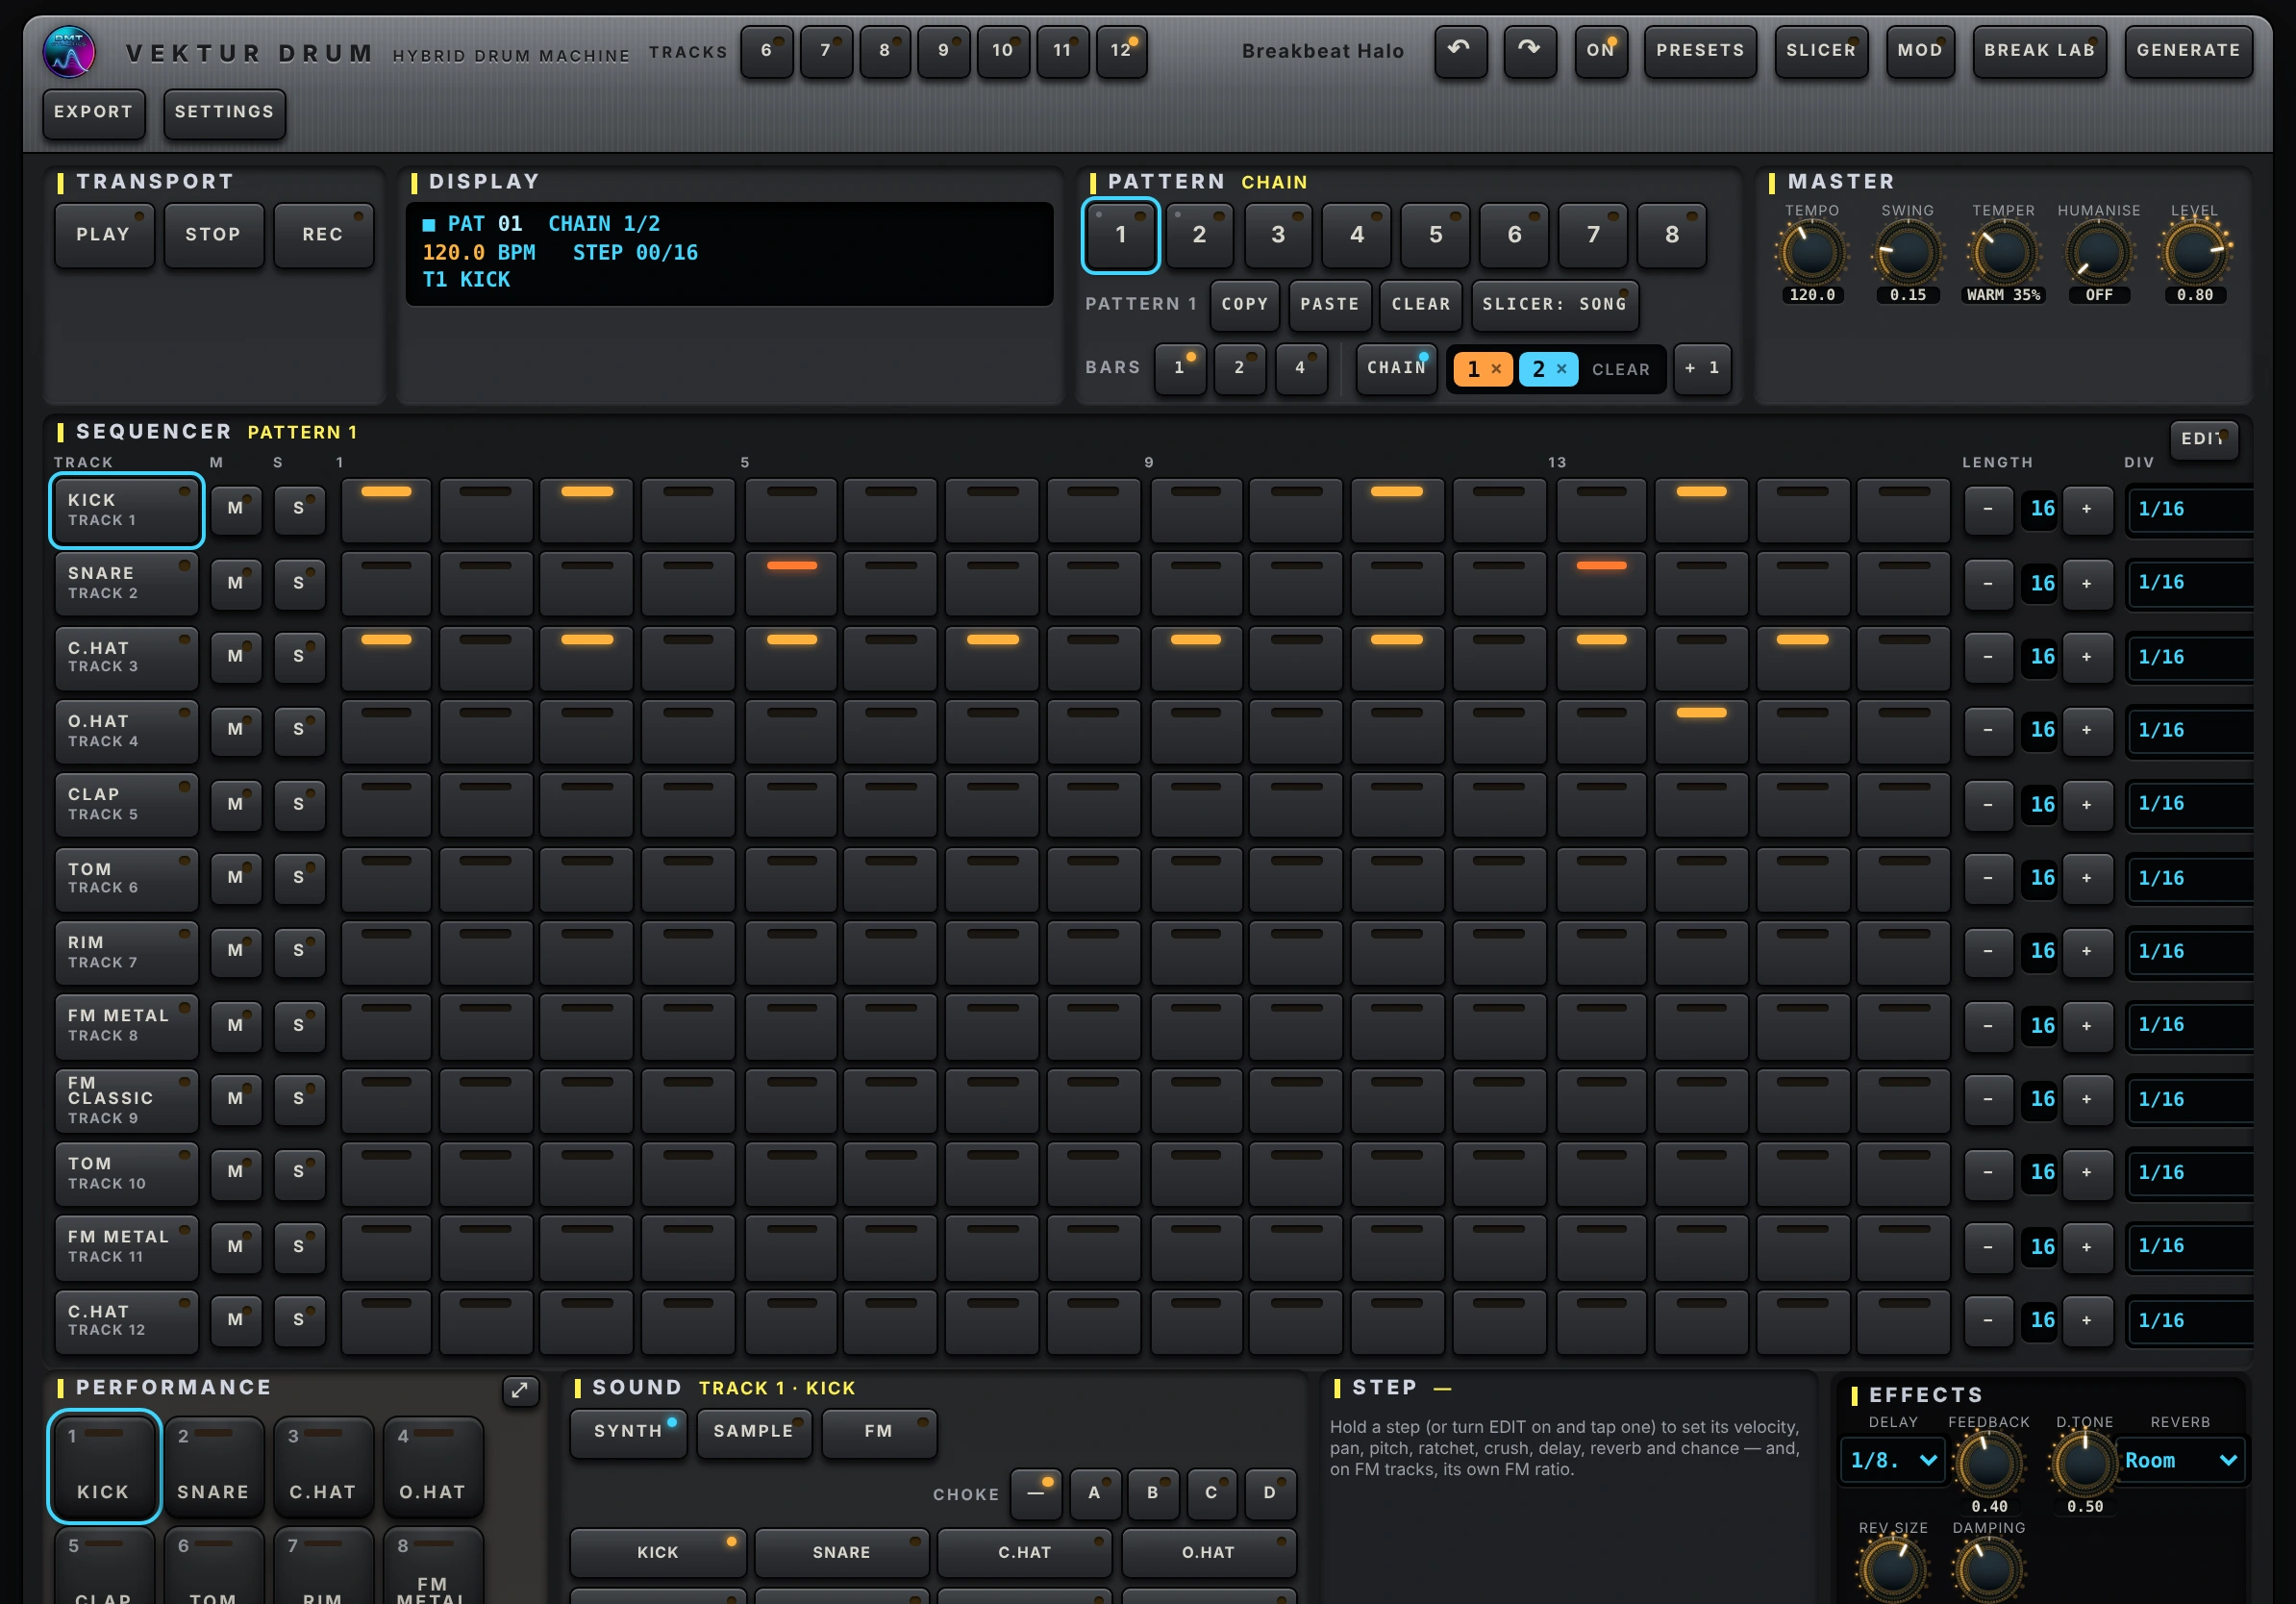 VEKTUR DRUM HYBRID DRUM MACHINE TRACKS 6 7 8 9 10 11 12 Breakbeat Halo ↶ ↷ ON PRESETS SLICER MOD BREAK LAB GENERATE
EXPORT SETTINGS
TRANSPORT
PLAY STOP REC
DISPLAY
■ PAT 01 CHAIN 1/2
120.0 BPM STEP 00/16
T1 KICK
PATTERN CHAIN
1 2 3 4 5 6 7 8
PATTERN 1 COPY PASTE CLEAR SLICER: SONG
BARS 1 2 4 CHAIN 1 × 2 × CLEAR + 1
MASTER
TEMPO SWING TEMPER HUMANISE LEVEL
120.0 0.15 WARM 35% OFF 0.80
SEQUENCER PATTERN 1 EDIT
TRACK M S 1 5 9 13 LENGTH DIV
KICK
TRACK 1 M S − 16 + 1/16
SNARE
TRACK 2 M S − 16 + 1/16
C.HAT
TRACK 3 M S − 16 + 1/16
O.HAT
TRACK 4 M S − 16 + 1/16
CLAP
TRACK 5 M S − 16 + 1/16
TOM
TRACK 6 M S − 16 + 1/16
RIM
TRACK 7 M S − 16 + 1/16
FM METAL
TRACK 8 M S − 16 + 1/16
FM
CLASSIC
TRACK 9 M S − 16 + 1/16
TOM
TRACK 10 M S − 16 + 1/16
FM METAL
TRACK 11 M S − 16 + 1/16
C.HAT
TRACK 12 M S − 16 + 1/16
PERFORMANCE
1 2 3 4
KICK SNARE C.HAT O.HAT
5 6 7 8
CLAP TOM RIM FM METAL
SOUND TRACK 1 · KICK
SYNTH SAMPLE FM
CHOKE — A B C D
KICK SNARE C.HAT O.HAT
STEP —
Hold a step (or turn EDIT on and tap one) to set its velocity,
pan, pitch, ratchet, crush, delay, reverb and chance — and,
on FM tracks, its own FM ratio.
EFFECTS
DELAY FEEDBACK D.TONE REVERB
1/8. Room
0.40 0.50
REV SIZE DAMPING